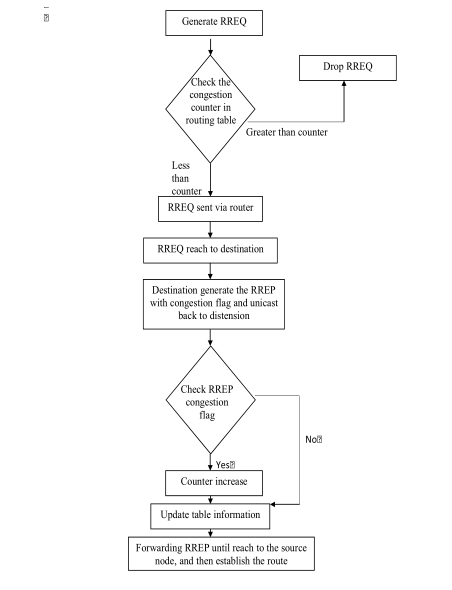 Generate RREQ
Drop RREQ
Check the
congestion
counter in
routing table
Greater than counter
Less
than
counter
RREQ sent via router
RREQ reach to destination
Destination generate the RREP
with congestion flag and unicast
back to distension
Check RREP
congestion
flag
No
Yes
Counter increase
Update table information
Forwarding RREP until reach to the source
node, and then establish the route